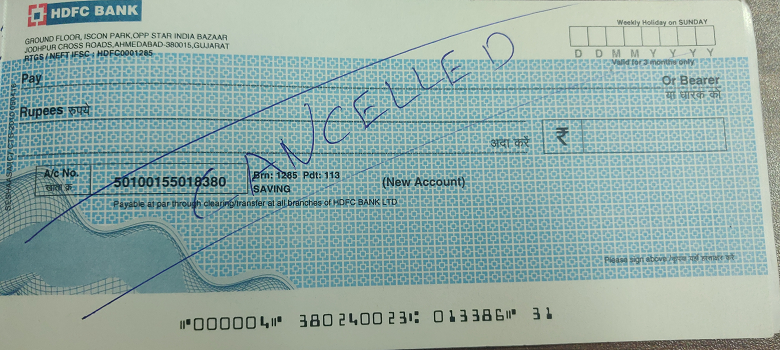 HDFC BANK
GROUND FLOOR, ISCON PARK,OPP STAR INDIA BAZAAR
JODHPUR CROSS ROADS,AHMEDABAD-380015,GUJARAT
RTGS / NEFT IFSC : HDFC0001285
Weekly Holiday on SUNDAY
D D M M Y Y Y Y
Valid for 3 months only
Pay
Or Bearer
या धारक को
Rupees रुपये
CANCELLED
अदा करें
₹
A/c No.
खाता क्र.
50100155018380
Brn: 1285 Pdt: 113
SAVING
(New Account)
Payable at par through clearing/transfer at all branches of HDFC BANK LTD
Please sign above /
⑈000004⑈ 380240023⑆ 013386⑈ 31